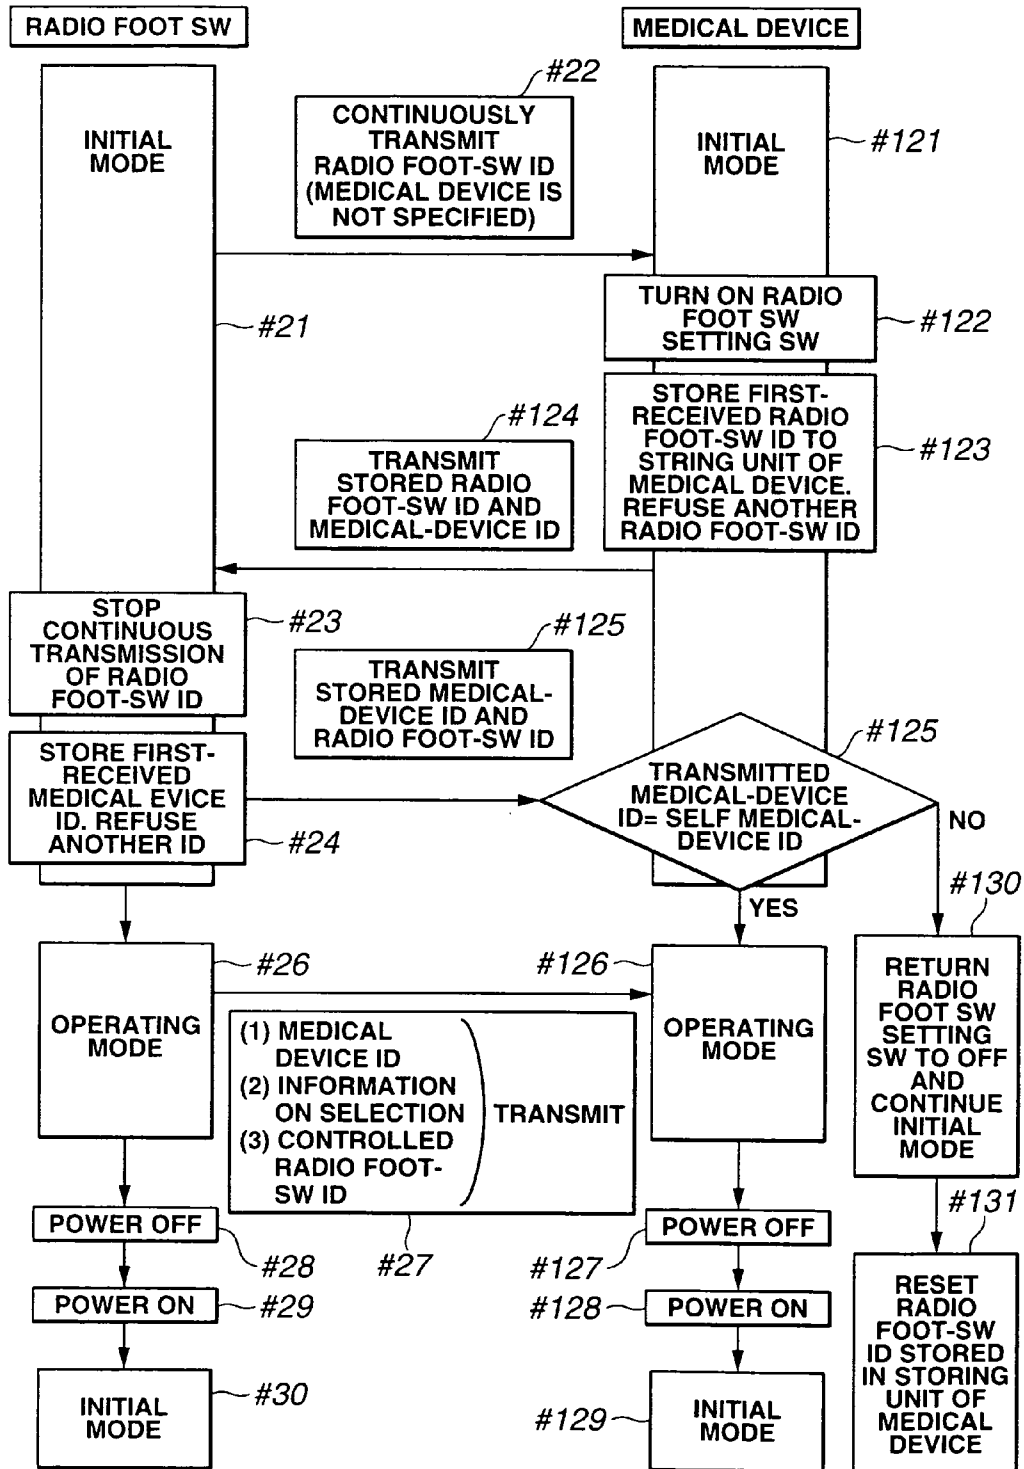 RADIO FOOT SW
MEDICAL DEVICE
INITIAL
MODE
#22
CONTINUOUSLY
TRANSMIT
RADIO FOOT-SW ID
(MEDICAL DEVICE IS
NOT SPECIFIED)
INITIAL
MODE
#121
#21
TURN ON RADIO
FOOT SW
SETTING SW
#122
STORE FIRST-
RECEIVED RADIO
FOOT-SW ID TO
STRING UNIT OF
MEDICAL DEVICE.
REFUSE ANOTHER
RADIO FOOT-SW ID
#123
#124
TRANSMIT
STORED RADIO
FOOT-SW ID AND
MEDICAL-DEVICE ID
STOP
CONTINUOUS
TRANSMISSION
OF RADIO
FOOT-SW ID
#23
#125
TRANSMIT
STORED MEDICAL-
DEVICE ID AND
RADIO FOOT-SW ID
STORE FIRST-
RECEIVED
MEDICAL EVICE
ID. REFUSE
ANOTHER ID
#24
#125
TRANSMITTED
MEDICAL-DEVICE
ID= SELF MEDICAL-
DEVICE ID
NO
YES
#130
RETURN
RADIO
FOOT SW
SETTING
SW TO OFF
AND
CONTINUE
INITIAL
MODE
#26
OPERATING
MODE
#126
OPERATING
MODE
(1) MEDICAL
DEVICE ID
(2) INFORMATION
ON SELECTION
(3) CONTROLLED
RADIO FOOT-
SW ID
TRANSMIT
#27
#131
RESET
RADIO
FOOT-SW
ID STORED
IN STORING
UNIT OF
MEDICAL
DEVICE
POWER OFF
#28
POWER ON
#29
INITIAL
MODE
#30
POWER OFF
#127
POWER ON
#128
INITIAL
MODE
#129